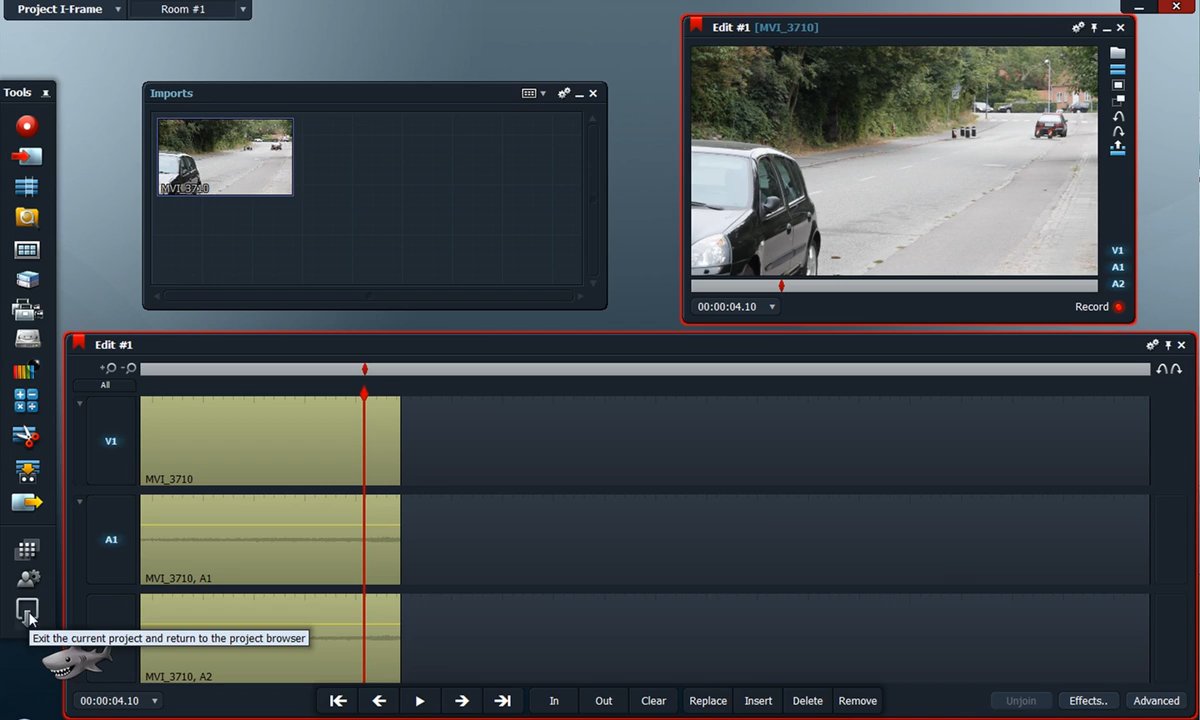 Project I-Frame
Room #1
Tools
Imports
MVI_3710
Edit #1 [MVI_3710]
V1
A1
A2
00:00:04.10
Record
Edit #1
All
V1
MVI_3710
A1
MVI_3710, A1
Exit the current project and return to the project browser
MVI_3710, A2
00:00:04.10
In
Out
Clear
Replace
Insert
Delete
Remove
Unjoin
Effects..
Advanced